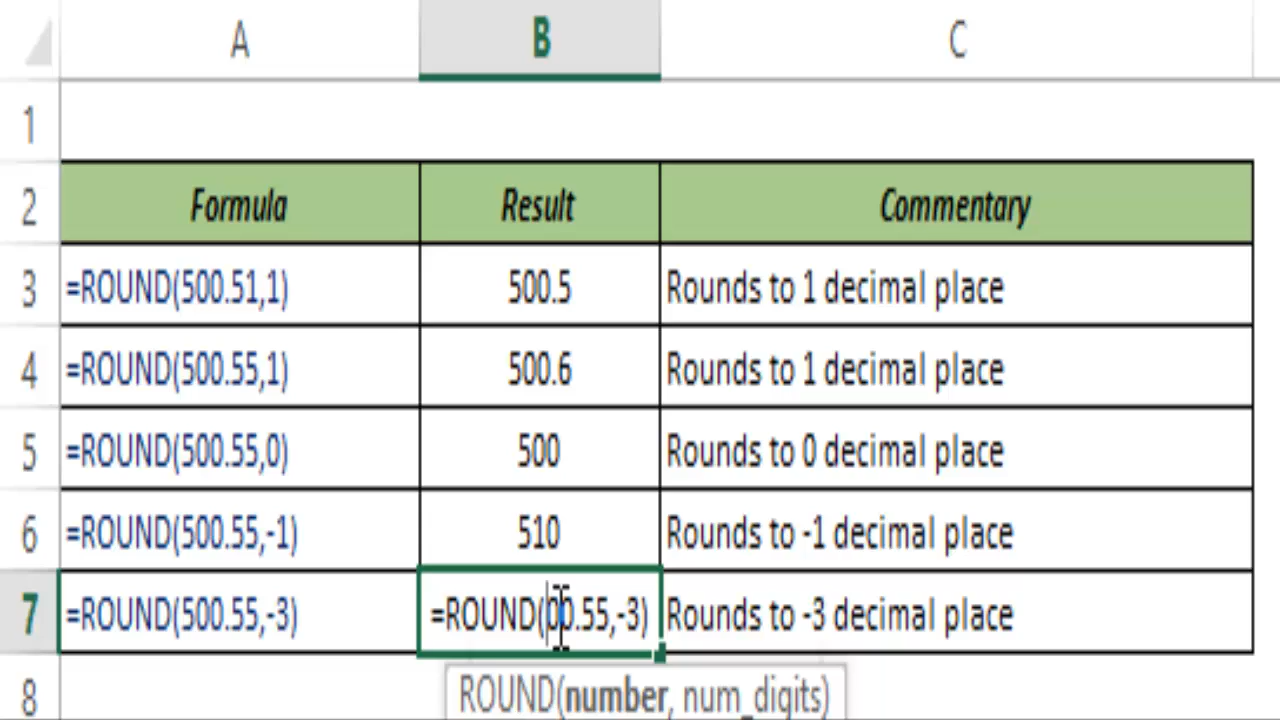 A B C
1
2 Formula Result Commentary
3 =ROUND(500.51,1) 500.5 Rounds to 1 decimal place
4 =ROUND(500.55,1) 500.6 Rounds to 1 decimal place
5 =ROUND(500.55,0) 500 Rounds to 0 decimal place
6 =ROUND(500.55,-1) 510 Rounds to -1 decimal place
7 =ROUND(500.55,-3) =ROUND(00.55,-3) Rounds to -3 decimal place
8 ROUND(number, num_digits)